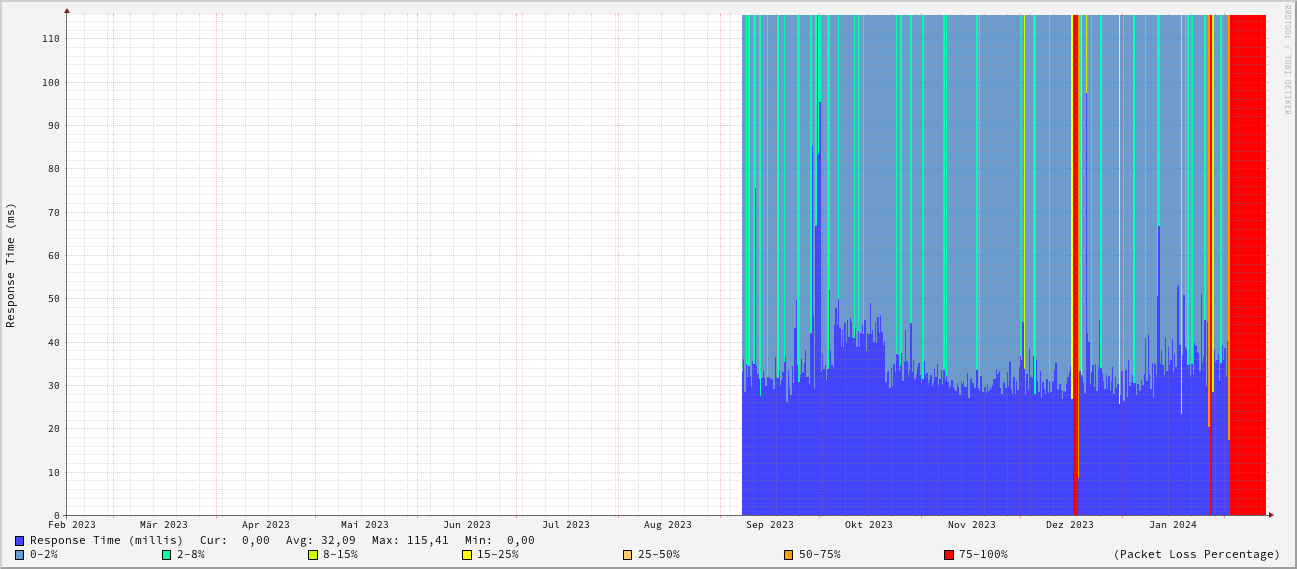 RRDTOOL / TOBI OETIKER
Response Time (ms)
110
100
90
80
70
60
50
40
30
20
10
0
Feb 2023 Mär 2023 Apr 2023 Mai 2023 Jun 2023 Jul 2023 Aug 2023 Sep 2023 Okt 2023 Nov 2023 Dez 2023 Jan 2024
Response Time (millis) Cur: 0,00 Avg: 32,09 Max: 115,41 Min: 0,00
0-2% 2-8% 8-15% 15-25% 25-50% 50-75% 75-100% (Packet Loss Percentage)